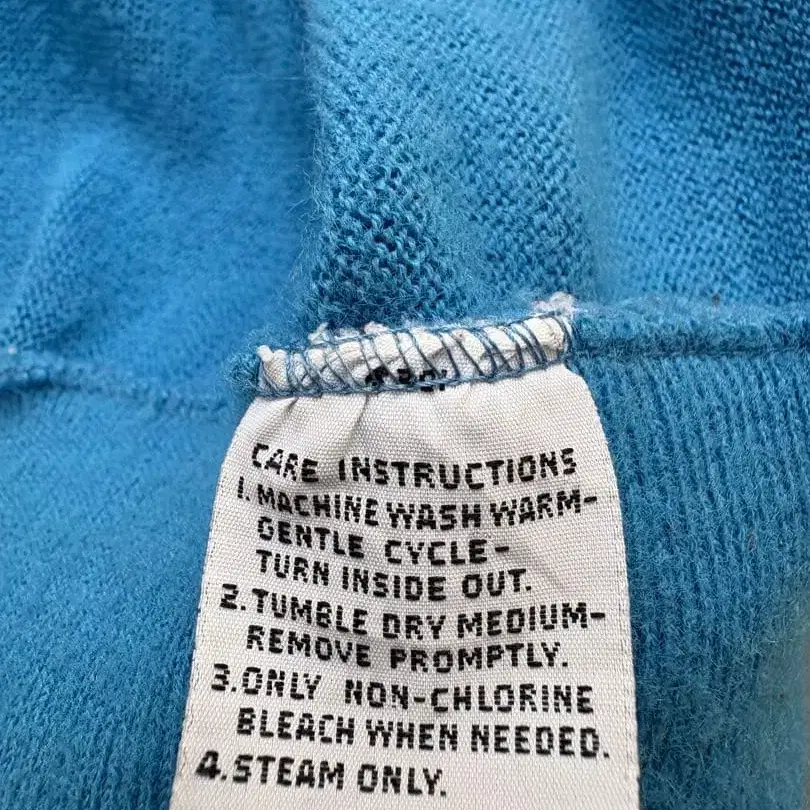 CARE INSTRUCTIONS
1. MACHINE WASH WARM-
GENTLE CYCLE-
TURN INSIDE OUT.
2. TUMBLE DRY MEDIUM-
REMOVE PROMPTLY.
3. ONLY NON-CHLORINE
BLEACH WHEN NEEDED.
4. STEAM ONLY.